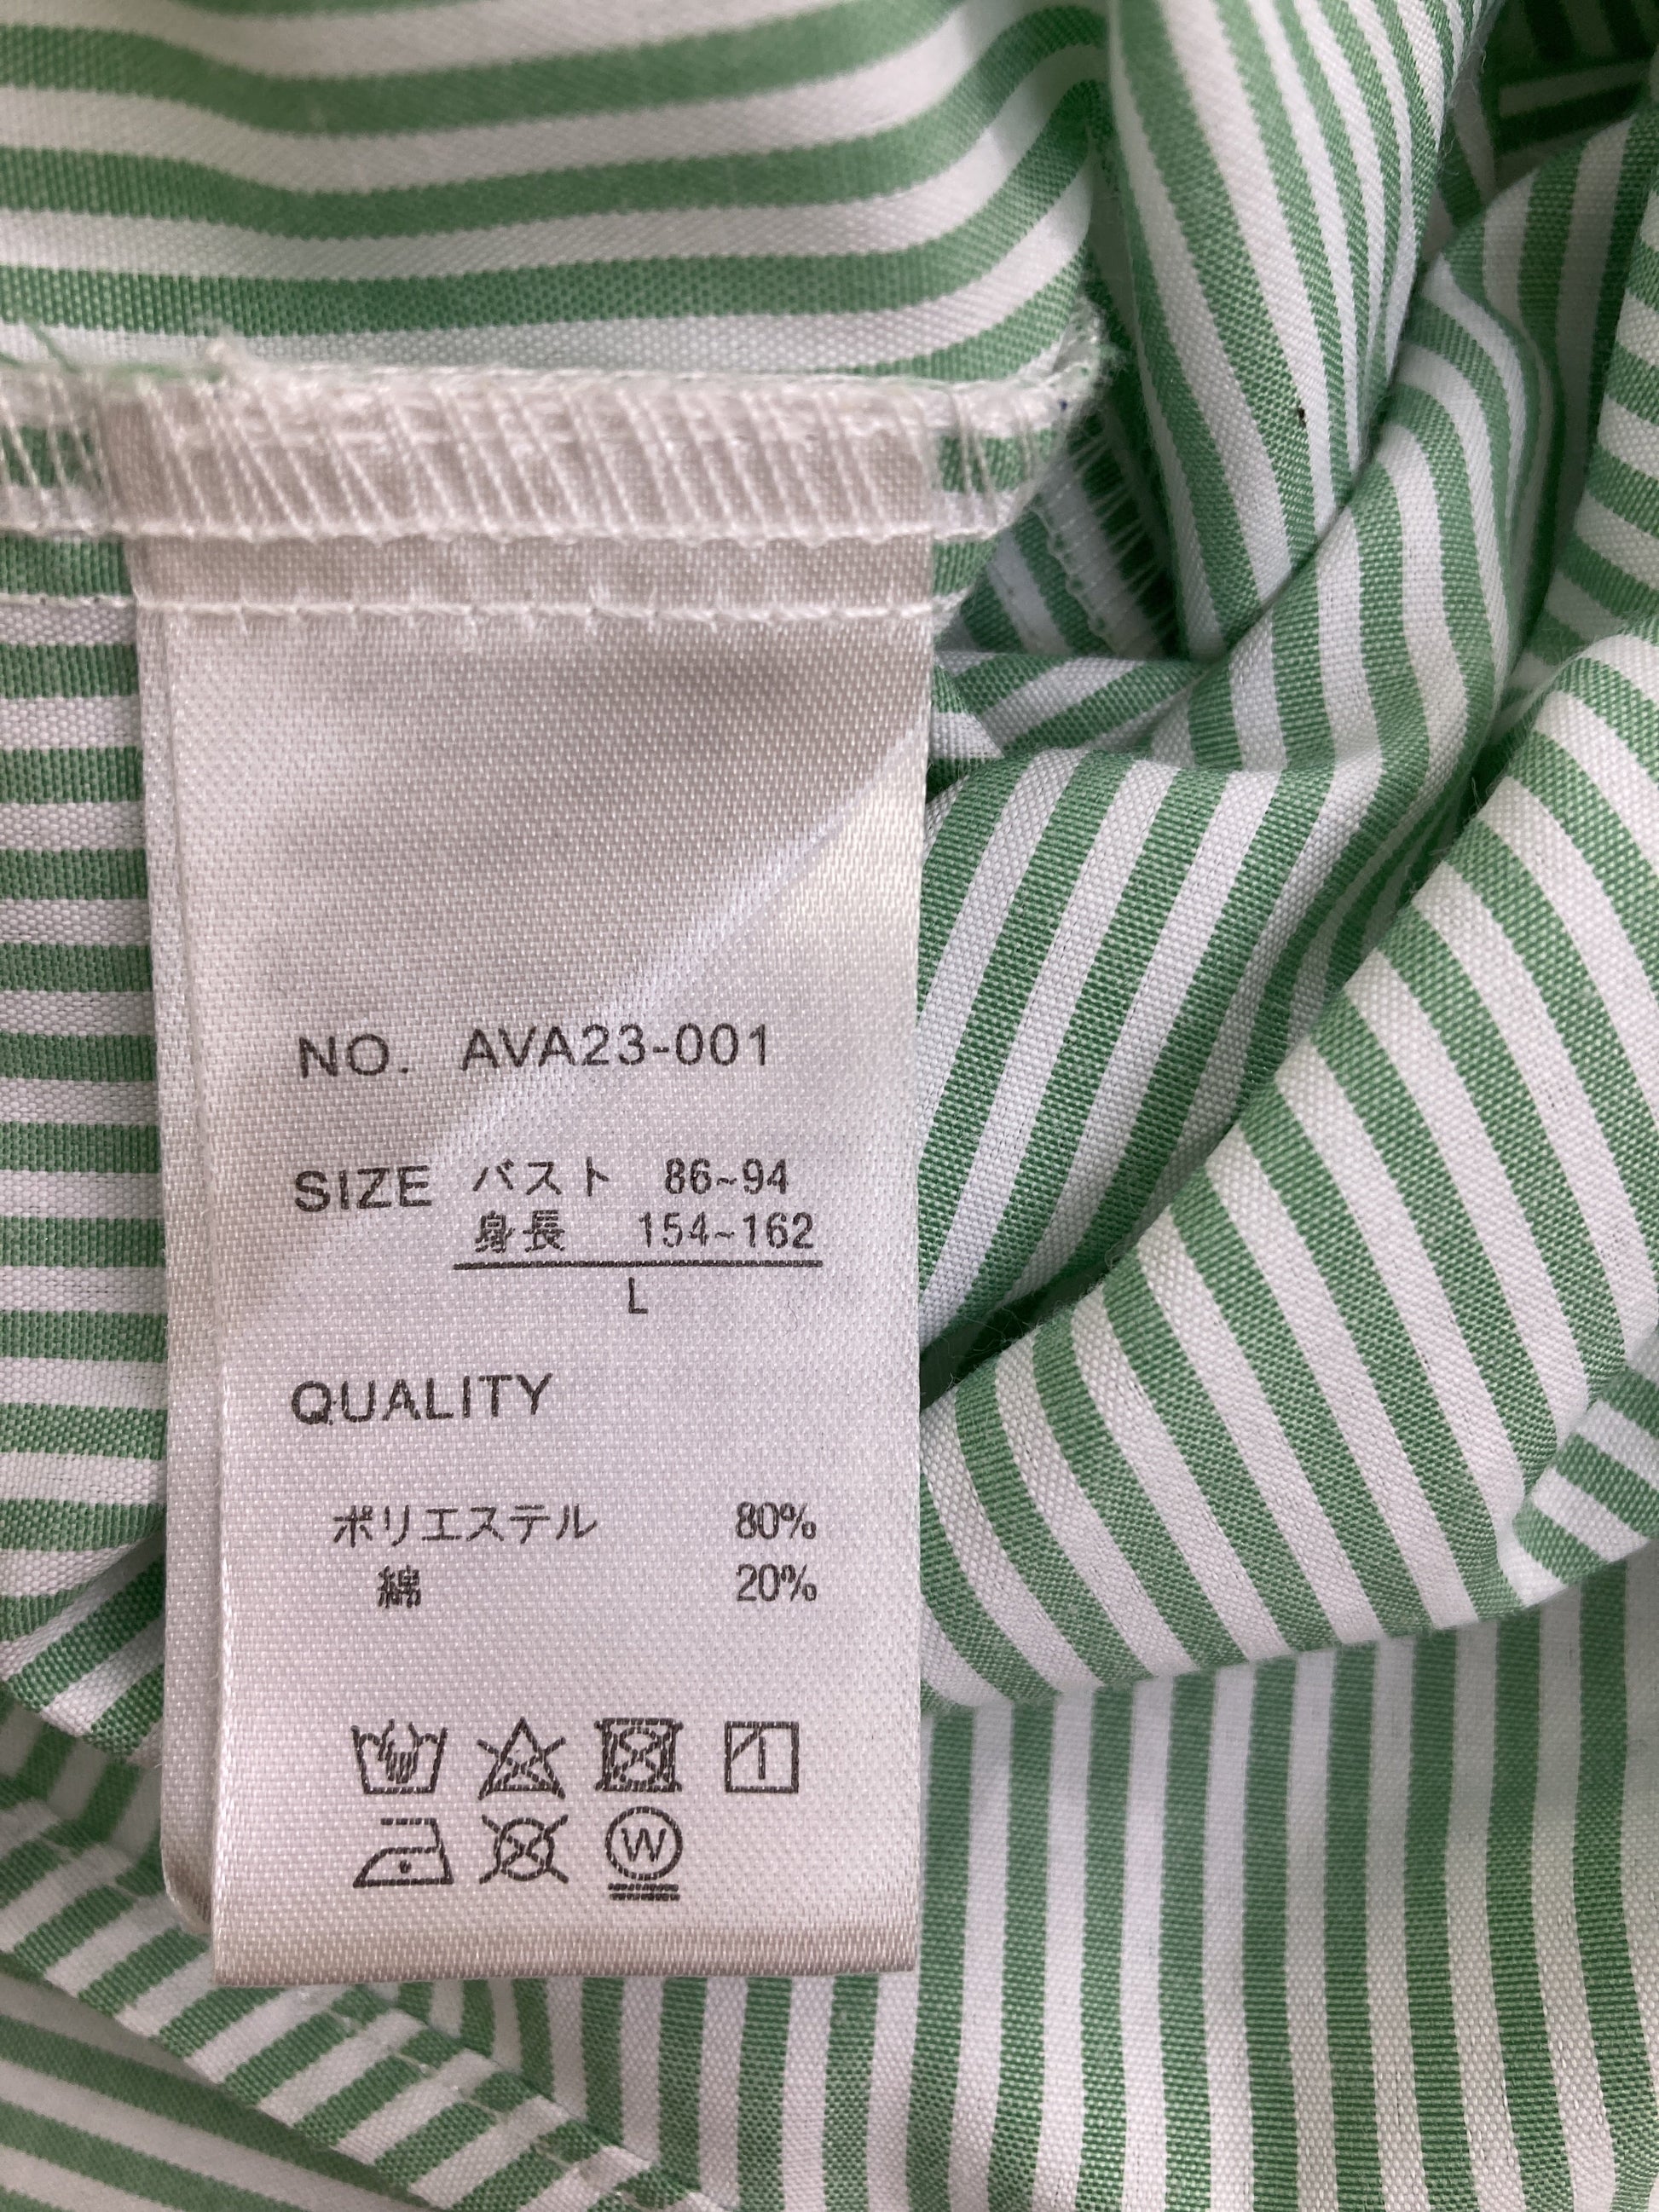 NO. AVA23-001
SIZE バスト 86~94
身長 154~162
L
QUALITY
ポリエステル 80%
綿 20%
W